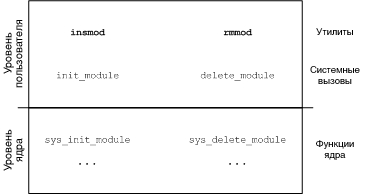 Уровень
пользователя
insmod
rmmod
Утилиты
init_module
delete_module
Системные
вызовы
Уровень
ядра
sys_init_module
sys_delete_module
Функции
ядра
...
...